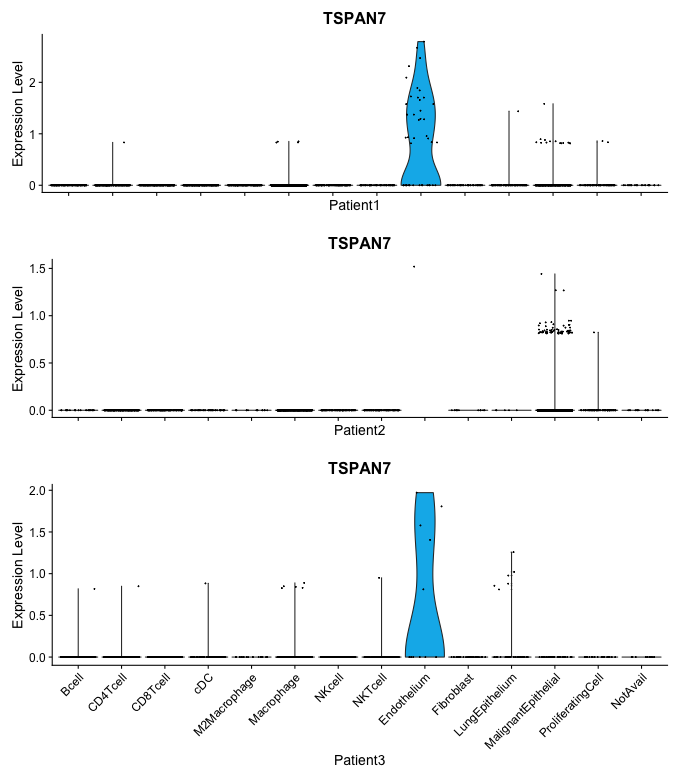 TSPAN7
Expression Level
2
1
0
Patient1
TSPAN7
Expression Level
1.5
1.0
0.5
0.0
Patient2
TSPAN7
Expression Level
2.0
1.5
1.0
0.5
0.0
Bcell
CD4Tcell
CD8Tcell
cDC
M2Macrophage
Macrophage
NKcell
NKTcell
Endothelium
Fibroblast
LungEpithelium
MalignantEpithelial
ProliferatingCell
NotAvail
Patient3